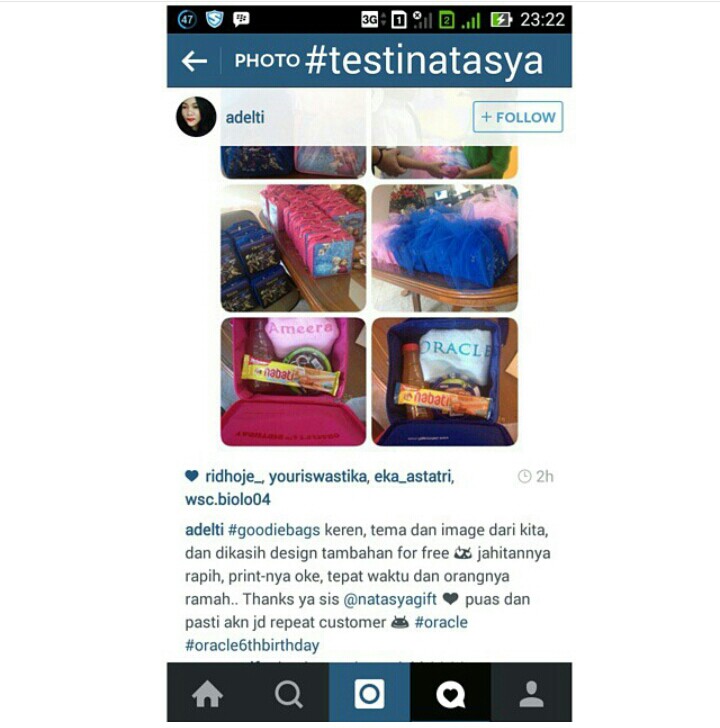 47 3G 1 2 23:22
PHOTO #testinatasya
adelti
+ FOLLOW
Ameera
nabati
ORACLE
nabati
ridhoje_, youriswastika, eka_astatri,
wsc.biolo04
2h
adelti #goodiebags keren, tema dan image dari kita,
dan dikasih design tambahan for free jahitannya
rapih, print-nya oke, tepat waktu dan orangnya
ramah.. Thanks ya sis @natasyagift puas dan
pasti akn jd repeat customer #oracle
#oracle6thbirthday